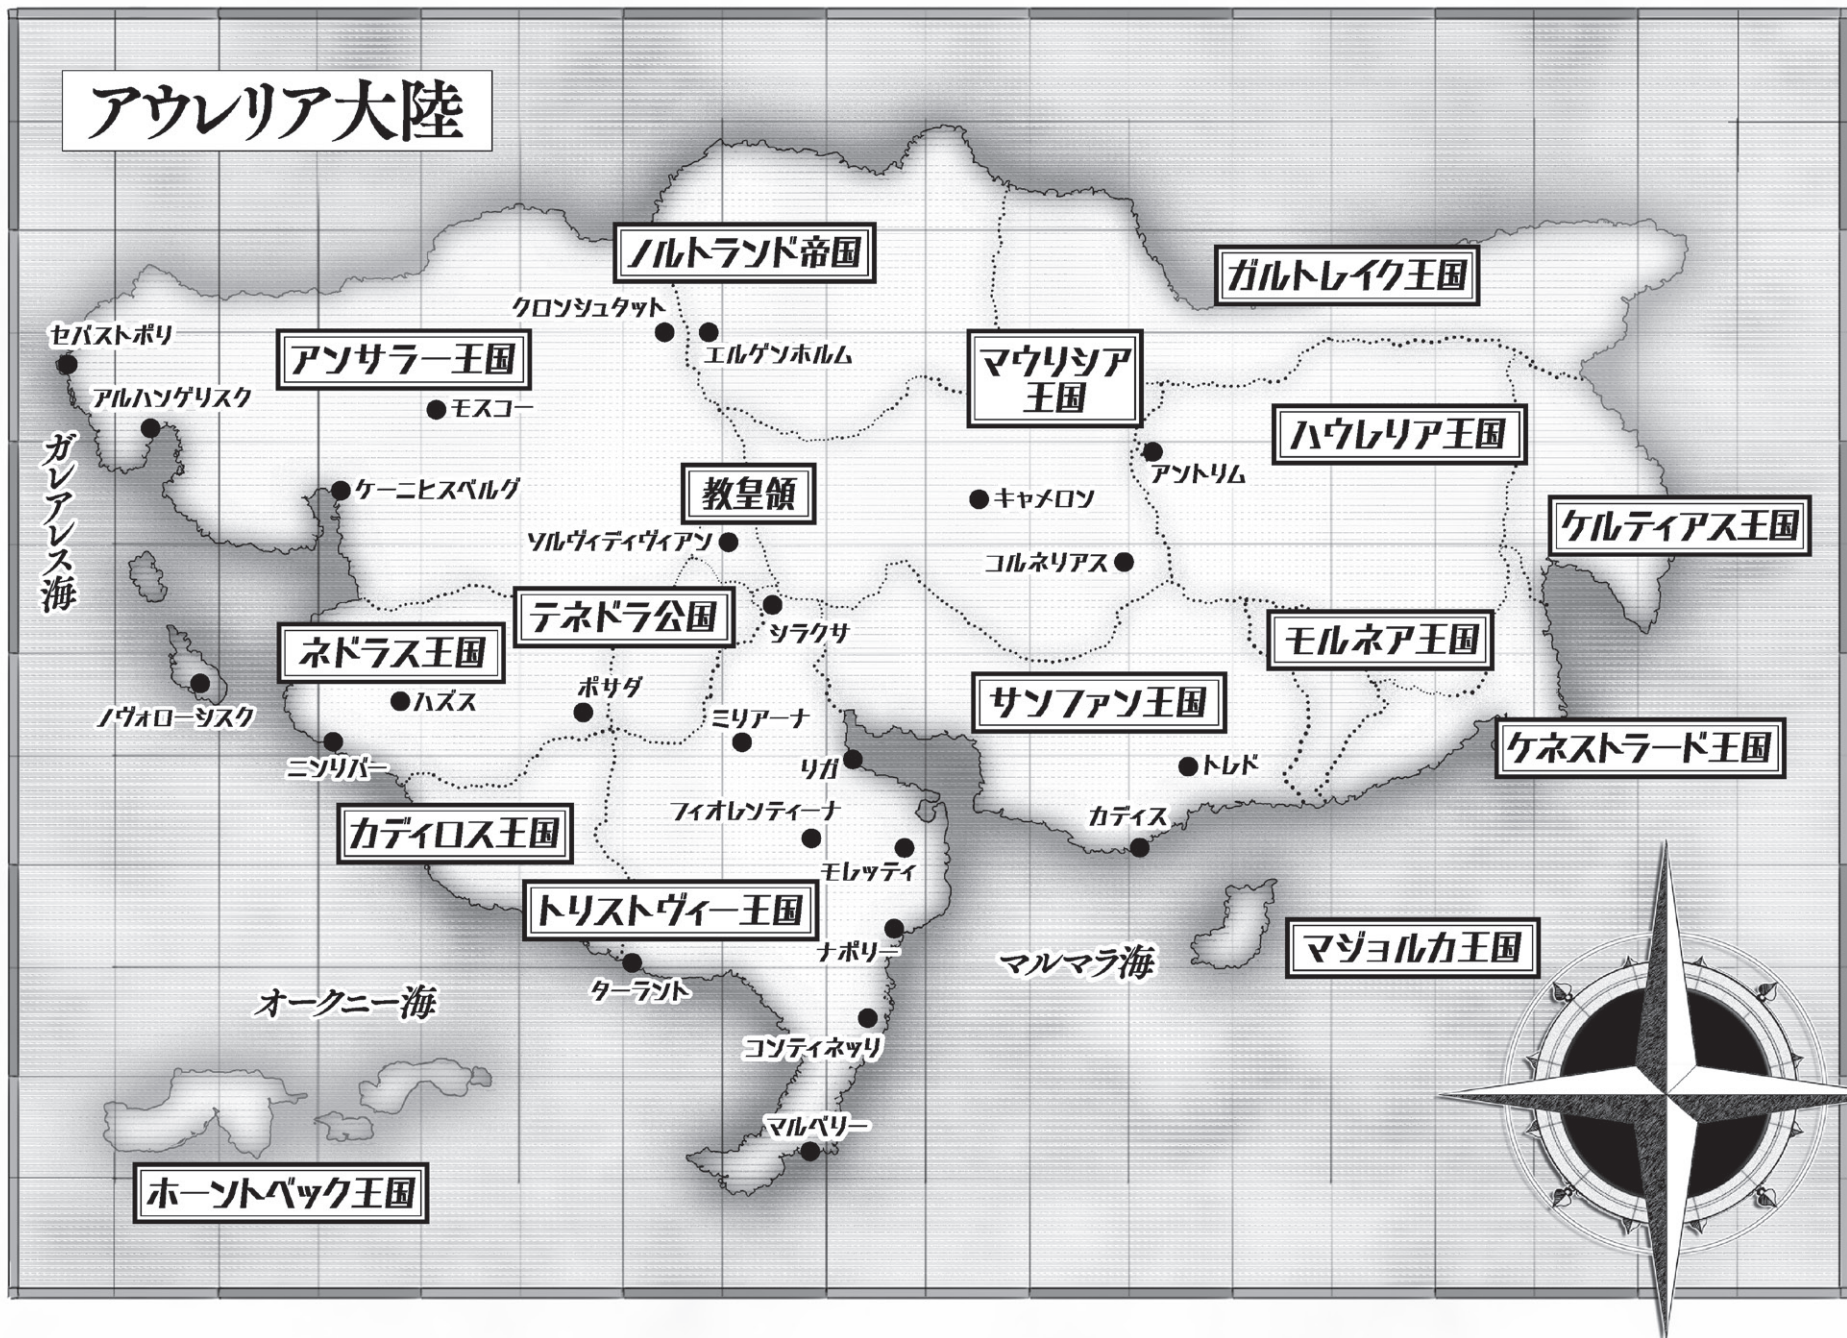 アウレリア大陸
ノルトランド帝国
ガルトレイク王国
クロンシュタット
エルゲンホルム
セバストポリ
アンサラー王国
マウリシア
王国
アルハンゲリスク
モスコー
ハウレリア王国
アントリム
ガレアレス海
ケーニヒスベルグ
教皇領
キャメロン
ケルティアス王国
ソルヴィディヴィアン
コルネリアス
テネドラ公国
シラクサ
ネドラス王国
モルネア王国
ハズス
ポサダ
サンファン王国
ノヴォローシスク
ミリアーナ
ケネストラード王国
ニンリバー
リガ
トレド
カディロス王国
フィオレンティーナ
カディス
モレッティ
トリストヴィー王国
ナポリー
マルマラ海
マジョルカ王国
ターラント
オークニー海
コンティネッリ
マルベリー
ホーントベック王国